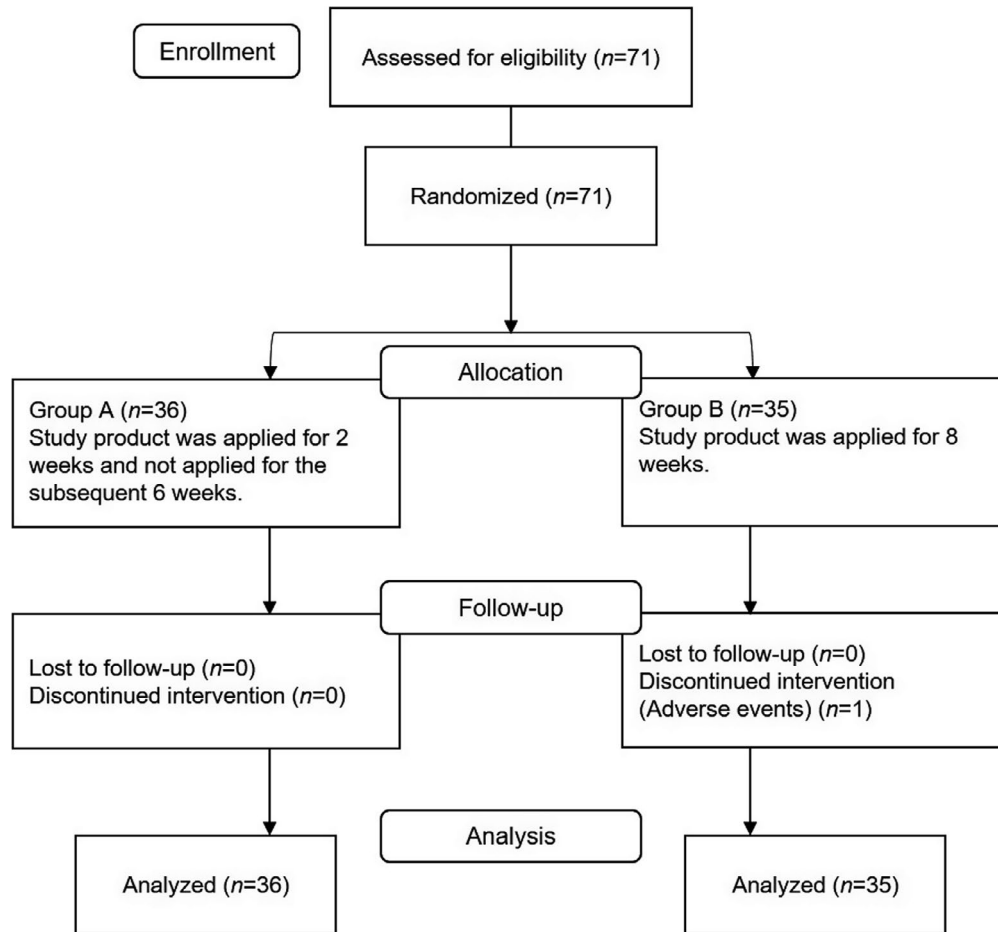 Enrollment
Assessed for eligibility (n=71)
Randomized (n=71)
Allocation
Group A (n=36)
Study product was applied for 2
weeks and not applied for the
subsequent 6 weeks.
Group B (n=35)
Study product was applied for 8
weeks.
Follow-up
Lost to follow-up (n=0)
Discontinued intervention (n=0)
Lost to follow-up (n=0)
Discontinued intervention
(Adverse events) (n=1)
Analysis
Analyzed (n=36)
Analyzed (n=35)